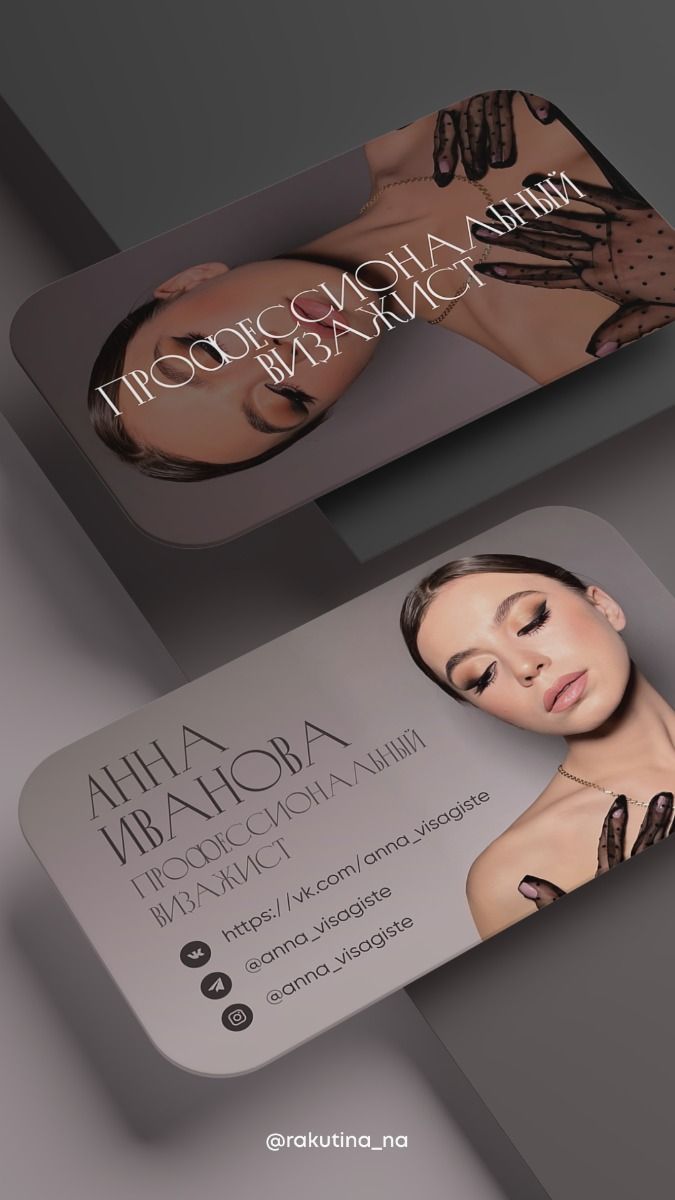 ПРОФЕССИОНАЛЬНЫЙ
ВИЗАЖИСТ
АННА
ИВАНОВА
ПРОФЕССИОНАЛЬНЫЙ
ВИЗАЖИСТ
https://vk.com/anna_visagiste
@anna_visagiste
@anna_visagiste
@rakutina_na